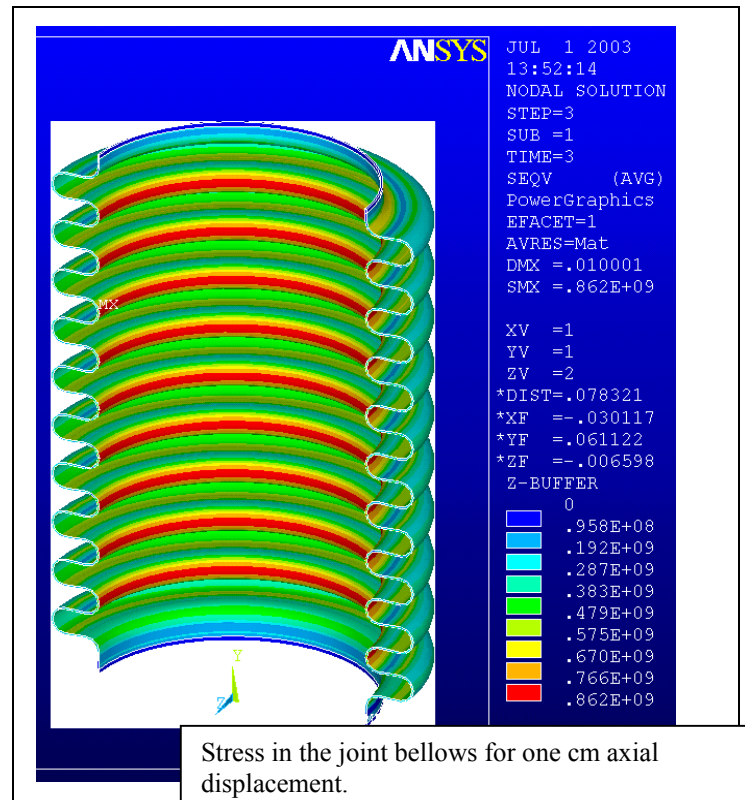 ANSYS
JUL 1 2003
13:52:14
NODAL SOLUTION
STEP=3
SUB =1
TIME=3
SEQV (AVG)
PowerGraphics
EFACET=1
AVRES=Mat
DMX =.010001
SMX =.862E+09
XV =1
YV =1
ZV =2
*DIST=.078321
*XF =-.030117
*YF =.061122
*ZF =-.006598
Z-BUFFER
0
.958E+08
.192E+09
.287E+09
.383E+09
.479E+09
.575E+09
.670E+09
.766E+09
.862E+09
MX
Y
Z
Stress in the joint bellows for one cm axial
displacement.